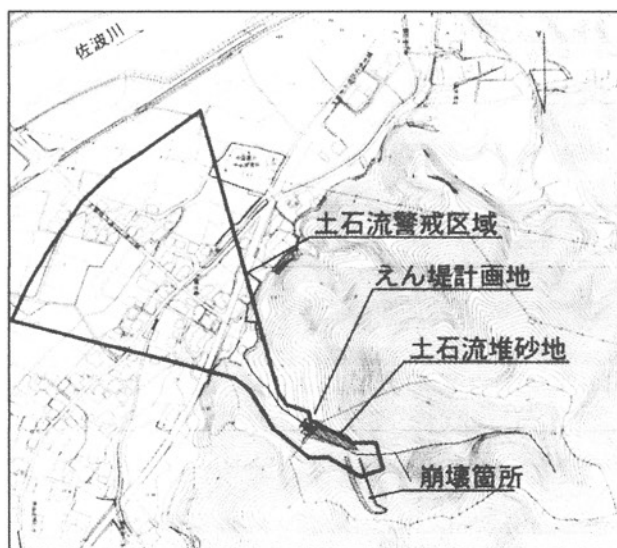 佐波川
土石流警戒区域
えん堤計画地
土石流堆砂地
崩壊箇所